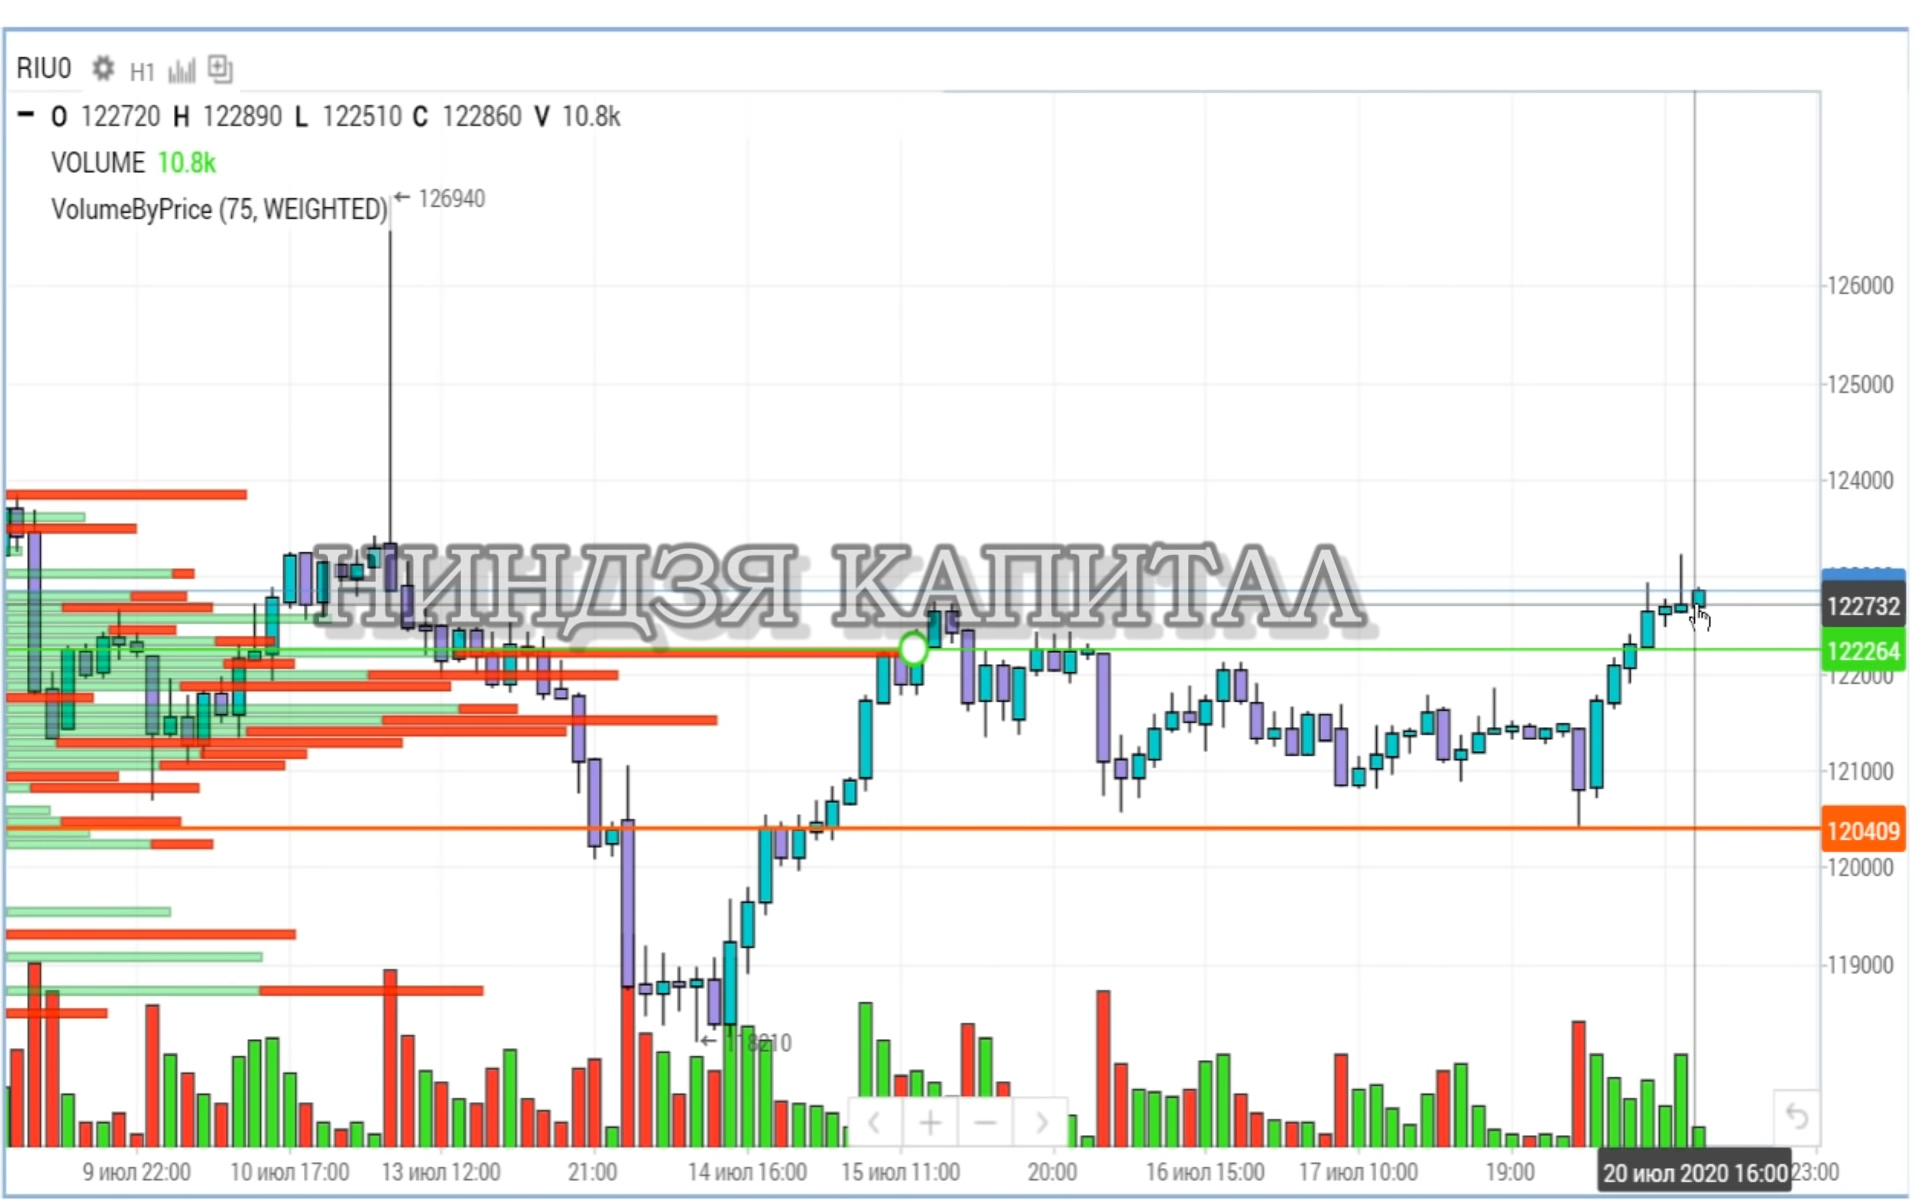 RIU0 H1
O 122720 H 122890 L 122510 C 122860 V 10.8k
VOLUME 10.8k
VolumeByPrice (75, WEIGHTED)
← 126940
126000
125000
124000
НИНДЗЯ КАПИТАЛ
122732
122264
122000
121000
120409
120000
119000
9 июл 22:00 10 июл 17:00 13 июл 12:00 21:00 14 июл 16:00 15 июл 11:00 20:00 16 июл 15:00 17 июл 10:00 19:00 20 июл 2020 16:00 23:00